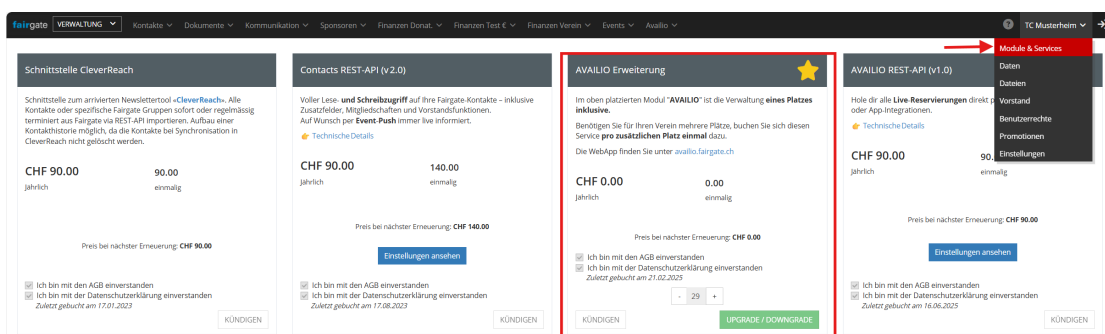 fairgate VERWALTUNG Kontakte Dokumente Kommunikation Sponsoren Finanzen Donat. Finanzen Test € Finanzen Verein Events Availio ? TC Musterheim
Module & Services
Daten
Dateien
Vorstand
Benutzerrechte
Promotionen
Einstellungen
Schnittstelle CleverReach
Schnittstelle zum arrivierten Newslettertool «CleverReach». Alle
Kontakte oder spezifische Fairgate Gruppen sofort oder regelmässig
terminiert aus Fairgate via REST-API importieren. Aufbau einer
Kontakthistorie möglich, da die Kontakte bei Synchronisation in
CleverReach nicht gelöscht werden.
CHF 90.00 90.00
Jährlich einmalig
Preis bei nächster Erneuerung: CHF 90.00
Ich bin mit den AGB einverstanden
Ich bin mit der Datenschutzerklärung einverstanden
Zuletzt gebucht am 17.01.2023
KÜNDIGEN
Contacts REST-API (v2.0)
Voller Lese- und Schreibzugriff auf Ihre Fairgate-Kontakte – inklusive
Zusatzfelder, Mitgliedschaften und Vorstandsfunktionen.
Auf Wunsch per Event-Push immer live informiert.
Technische Details
CHF 140.00 140.00
Jährlich einmalig
Preis bei nächster Erneuerung: CHF 140.00
Einstellungen ansehen
Ich bin mit den AGB einverstanden
Ich bin mit der Datenschutzerklärung einverstanden
Zuletzt gebucht am 17.08.2023
KÜNDIGEN
AVAILIO Erweiterung
Im oben platzierten Modul "AVAILIO" ist die Verwaltung eines Platzes
inklusive.
Benötigen Sie für Ihren Verein mehrere Plätze, buchen Sie sich diesen
Service pro zusätzlichen Platz einmal dazu.
Die WebApp finden Sie unter availio.fairgate.ch
CHF 0.00 0.00
Jährlich einmalig
Preis bei nächster Erneuerung: CHF 0.00
Ich bin mit den AGB einverstanden
Ich bin mit der Datenschutzerklärung einverstanden
Zuletzt gebucht am 21.02.2025
- 29 +
KÜNDIGEN UPGRADE / DOWNGRADE
AVAILIO REST-API (v1.0)
Hole dir alle Live-Reservierungen direkt
oder App-Integrationen.
Technische Details
CHF 90.00 90.
Jährlich einmalig
Preis bei nächster Erneuerung: CHF 90.00
Einstellungen ansehen
Ich bin mit den AGB einverstanden
Ich bin mit der Datenschutzerklärung einverstanden
Zuletzt gebucht am 16.06.2025
KÜNDIGEN